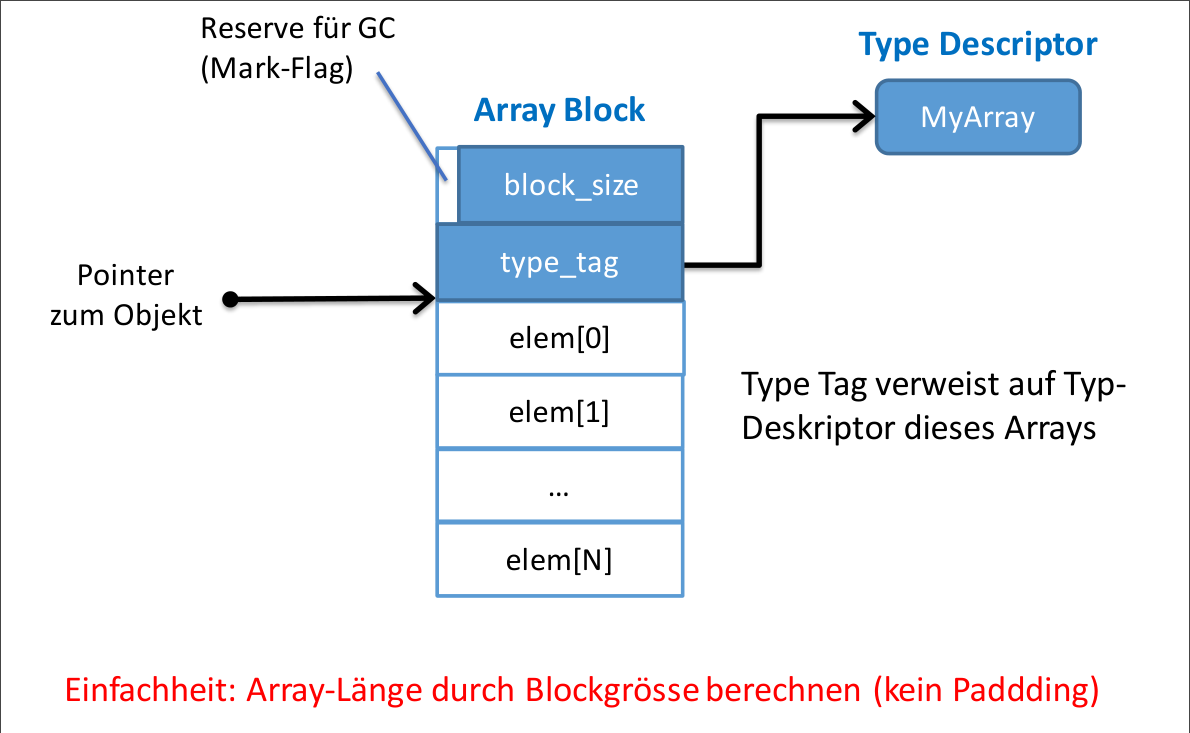 Reserve für GC
(Mark-Flag)
Type Descriptor
MyArray
Array Block
block_size
type_tag
Pointer
zum Objekt
elem[0]
elem[1]
...
elem[N]
Type Tag verweist auf Typ-
Deskriptor dieses Arrays
Einfachheit: Array-Länge durch Blockgrösse berechnen (kein Paddding)